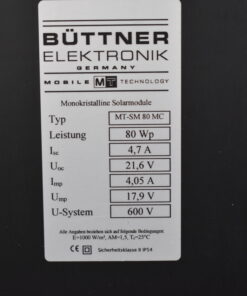 BÜTTNER
ELEKTRONIK
GERMANY
MOBILE MT TECHNOLOGY
Monokristalline Solarmodule
Typ MT-SM 80 MC
Leistung 80 Wp
Isc 4,7 A
Uoc 21,6 V
Imp 4,05 A
Ump 17,9 V
U-System 600 V
Alle Angaben beziehen sich auf folgende Bedingungen:
E=1000 W/m², AM=1,5, Tc=25°C
CE Sicherheitsklasse II IP54